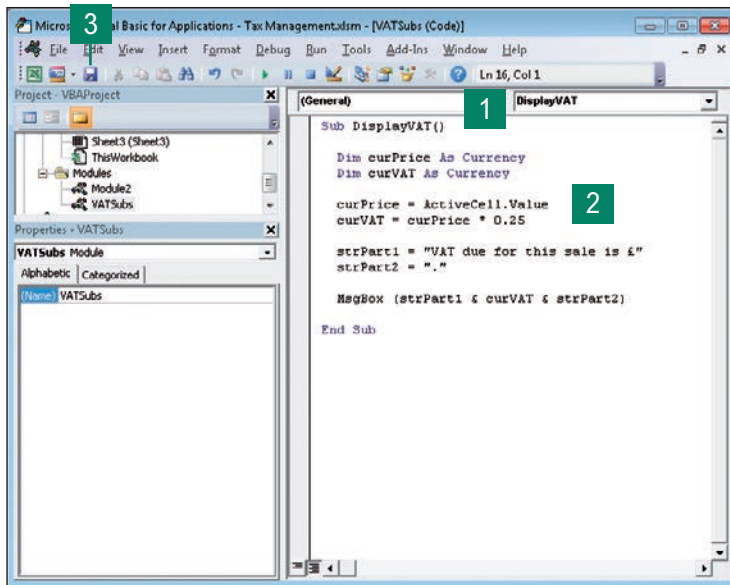 Micros al Basic for Applications - Tax Management.xlsm - [VATSubs (Code)]
3
File Edit View Insert Format Debug Run Tools Add-Ins Window Help
Ln 16, Col 1
Project - VBAProject
(General)
1
DisplayVAT
Sheet3 (Sheet3)
ThisWorkbook
Modules
Module2
VATSubs
Properties - VATSubs
VATSubs Module
Alphabetic Categorized
(Name) VATSubs
Sub DisplayVAT()
Dim curPrice As Currency
Dim curVAT As Currency
curPrice = ActiveCell.Value
curVAT = curPrice * 0.25
2
strPart1 = "VAT due for this sale is £"
strPart2 = "."
MsgBox (strPart1 & curVAT & strPart2)
End Sub